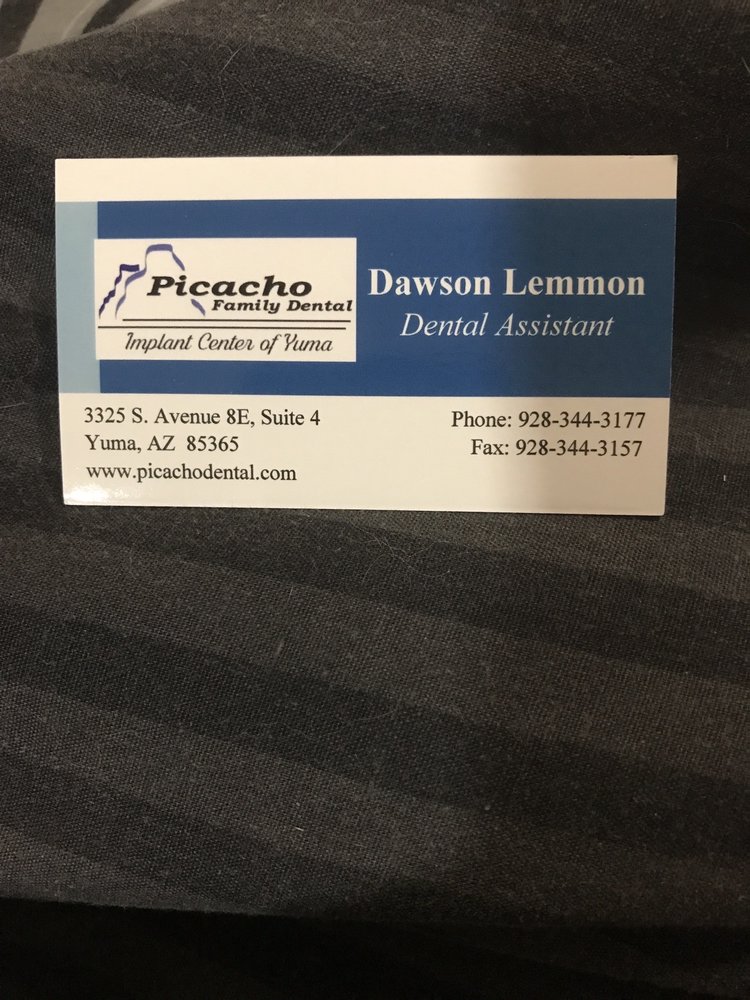 Picacho
Family Dental
Implant Center of Yuma
Dawson Lemmon
Dental Assistant
3325 S. Avenue 8E, Suite 4
Yuma, AZ 85365
www.picachodental.com
Phone: 928-344-3177
Fax: 928-344-3157